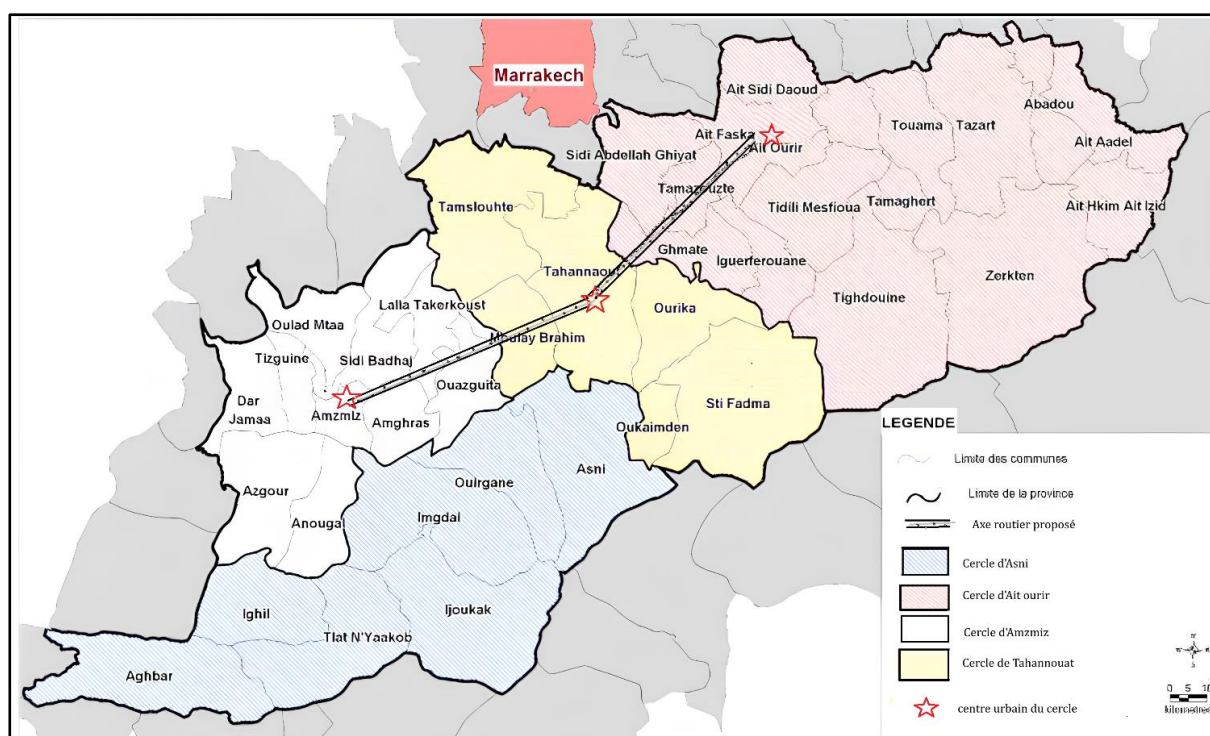 Marrakech
Ait Sidi Daoud
Abadou
Touama
Tazart
Ait Faska
Ait Ourir
Ait Aadel
Sidi Abdellah Ghiyat
Tamazouzte
Tamslouhte
Tidili Mesfioua
Tamaghert
Ait Hkim Ait Izid
Ghmate
Iguerferouane
Tahannaou
Zerkten
Tighdouine
Lalla Takerkoust
Ourika
Oulad Mtaa
Moulay Brahim
Tizguine
Sidi Badhaj
Ouazguita
Dar
Jamaa
Amzmiz
Amghras
Sti Fadma
Oukaimden
Asni
Ouirgane
Azgour
Imgdal
Anougal
Ighil
Ijoukak
Tlat N'Yaakob
Aghbar
LEGENDE
Limite des communes
Limite de la province
Axe routier proposé
Cercle d'Asni
Cercle d'Ait ourir
Cercle d'Amzmiz
Cercle de Tahannouat
centre urbain du cercle
0 5 10